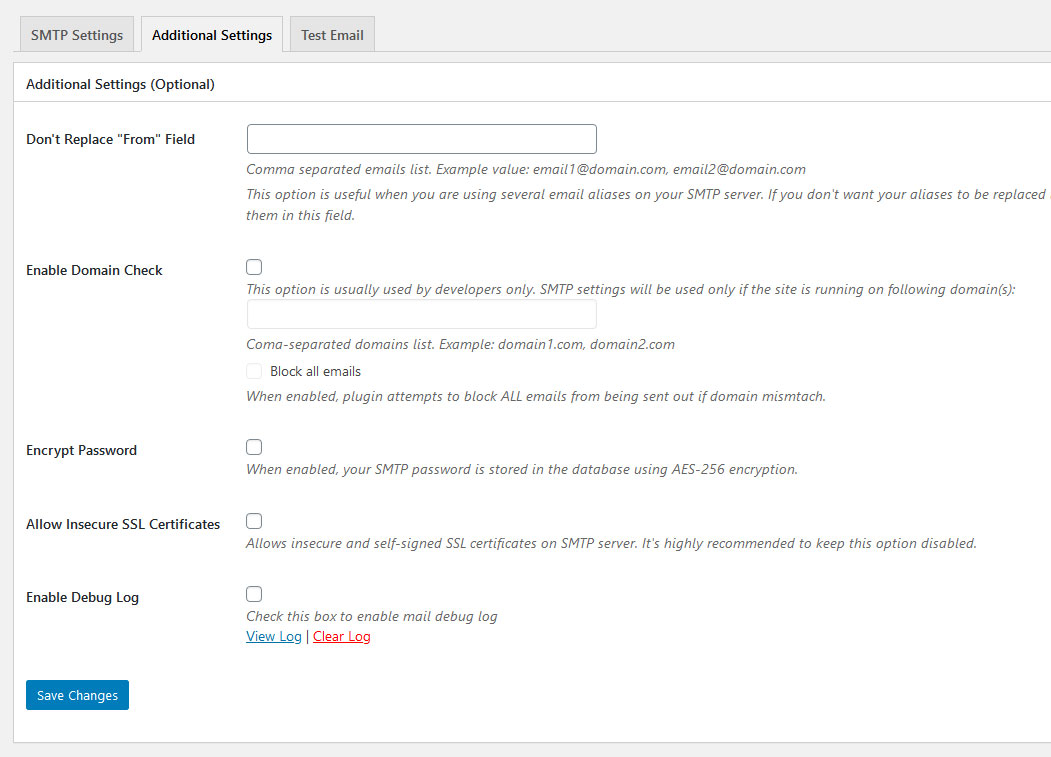 SMTP Settings
Additional Settings
Test Email
Additional Settings (Optional)
Don't Replace "From" Field
Comma separated emails list. Example value: email1@domain.com, email2@domain.com
This option is useful when you are using several email aliases on your SMTP server. If you don't want your aliases to be replaced
them in this field.
Enable Domain Check
This option is usually used by developers only. SMTP settings will be used only if the site is running on following domain(s):
Coma-separated domains list. Example: domain1.com, domain2.com
Block all emails
When enabled, plugin attempts to block ALL emails from being sent out if domain mismtach.
Encrypt Password
When enabled, your SMTP password is stored in the database using AES-256 encryption.
Allow Insecure SSL Certificates
Allows insecure and self-signed SSL certificates on SMTP server. It's highly recommended to keep this option disabled.
Enable Debug Log
Check this box to enable mail debug log
View Log | Clear Log
Save Changes